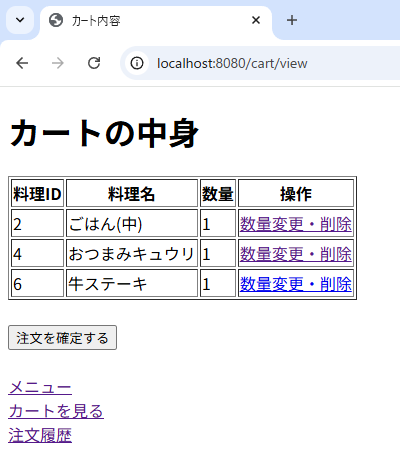 カート内容
localhost:8080/cart/view
カートの中身
料理ID 料理名 数量 操作
2 ごはん(中) 1 数量変更・削除
4 おつまみキュウリ 1 数量変更・削除
6 牛ステーキ 1 数量変更・削除
注文を確定する
メニュー
カートを見る
注文履歴